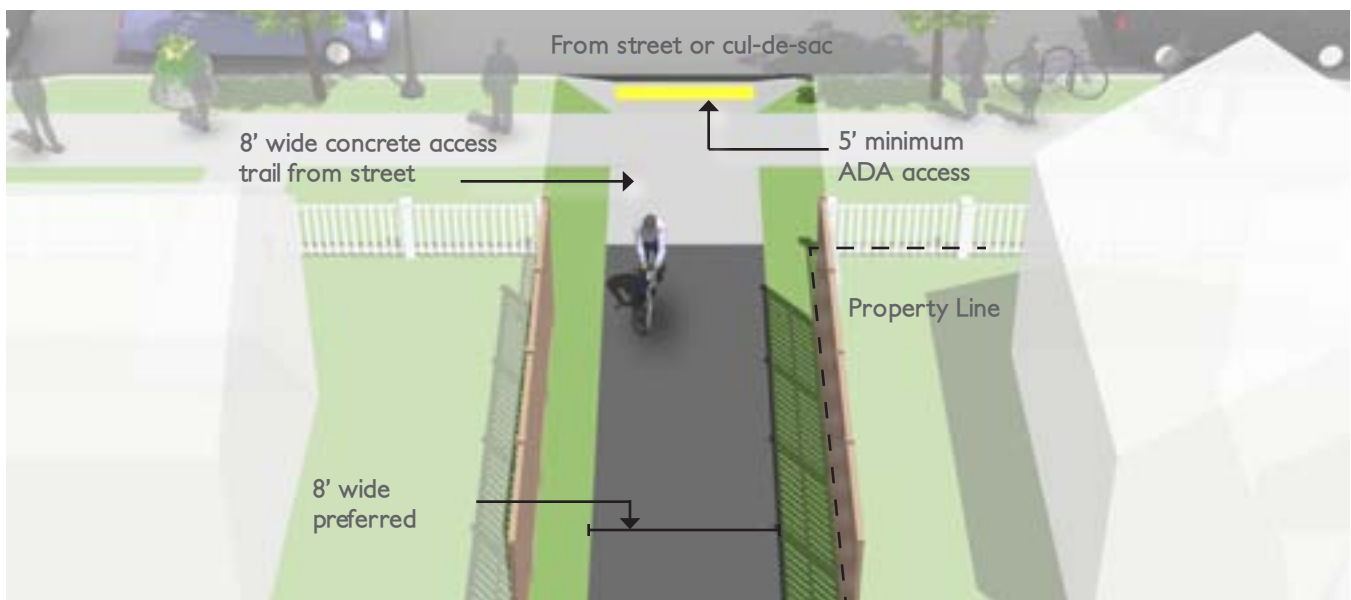 From street or cul-de-sac
8’ wide concrete access
trail from street
5’ minimum
ADA access
Property Line
8’ wide
preferred